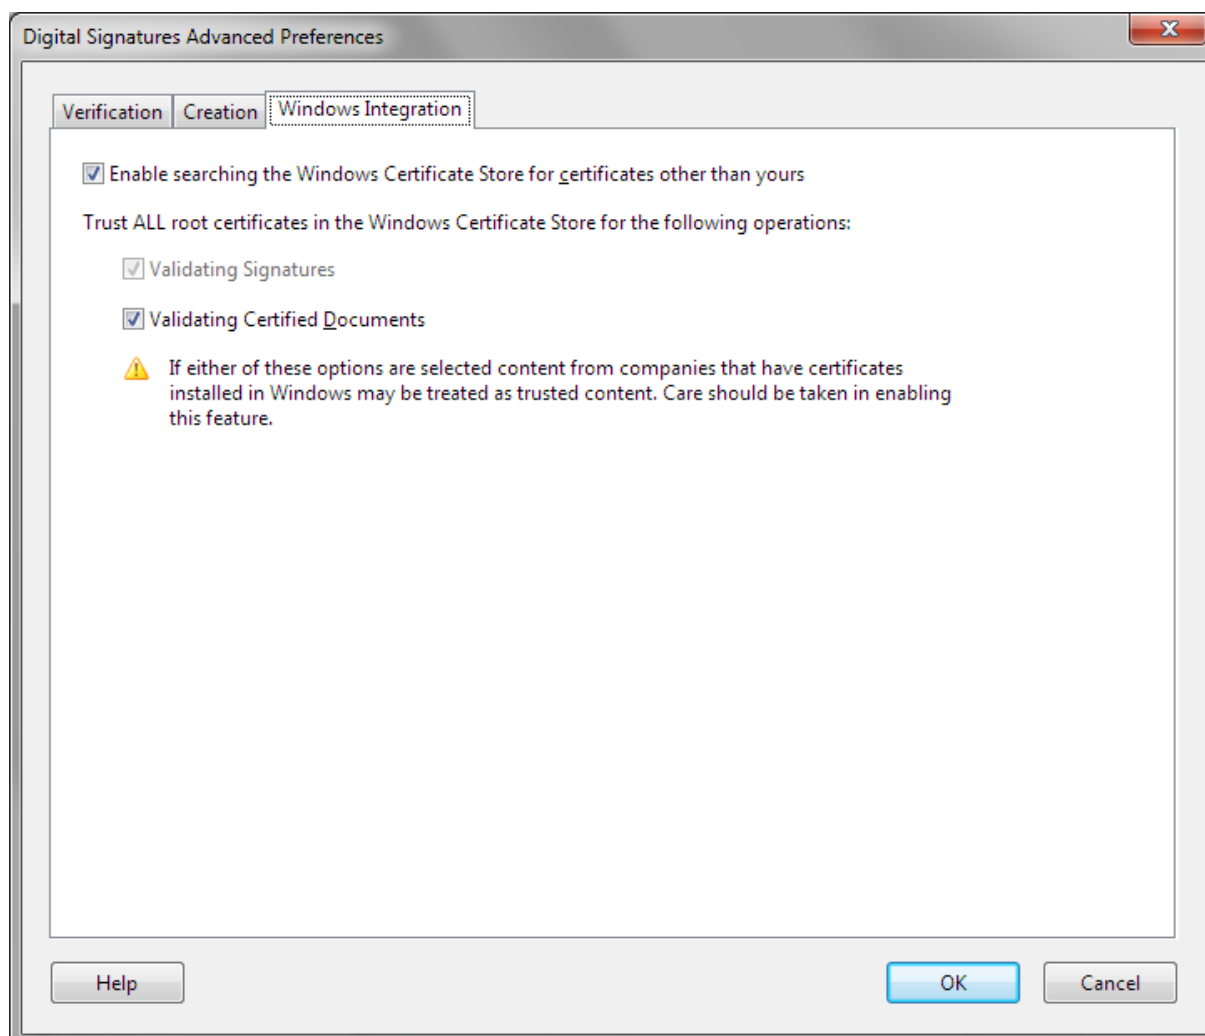 Digital Signatures Advanced Preferences
Verification Creation Windows Integration
Enable searching the Windows Certificate Store for certificates other than yours
Trust ALL root certificates in the Windows Certificate Store for the following operations:
Validating Signatures
Validating Certified Documents
If either of these options are selected content from companies that have certificates
installed in Windows may be treated as trusted content. Care should be taken in enabling
this feature.
Help OK Cancel